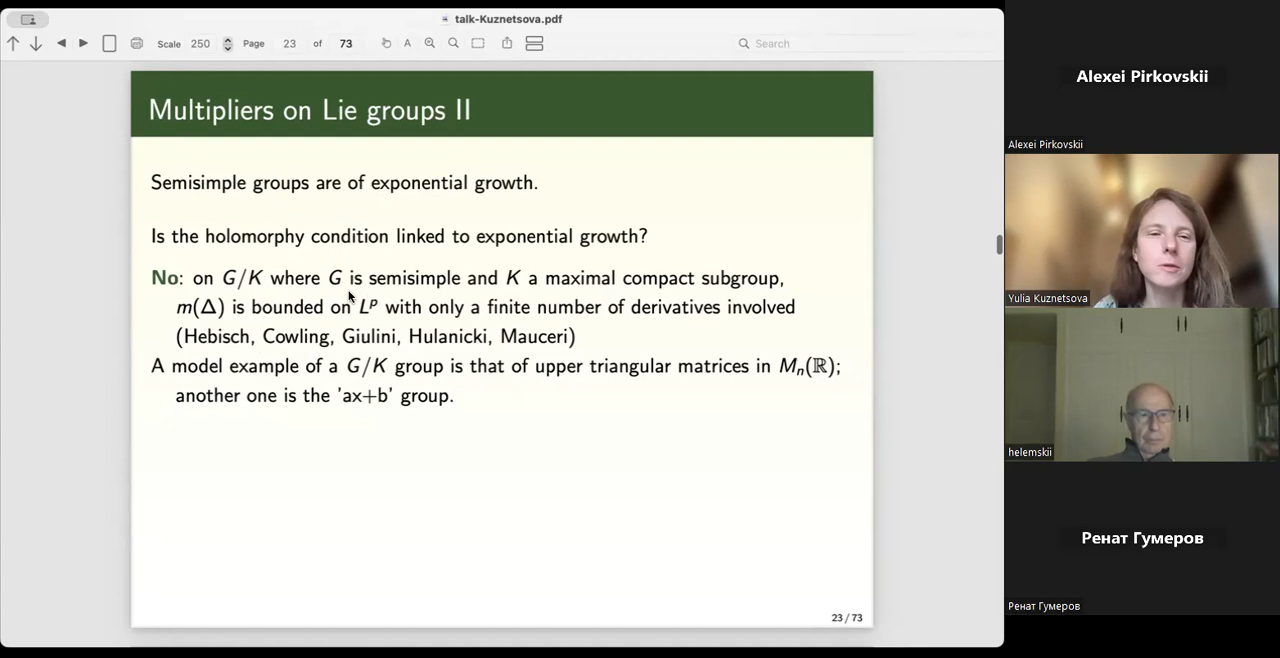 talk-Kuznetsova.pdf
Scale 250 Page 23 of 73 A Search
Multipliers on Lie groups II
Semisimple groups are of exponential growth.
Is the holomorphy condition linked to exponential growth?
No: on G/K where G is semisimple and K a maximal compact subgroup,
m(Δ) is bounded on Lᵖ with only a finite number of derivatives involved
(Hebisch, Cowling, Giulini, Hulanicki, Mauceri)
A model example of a G/K group is that of upper triangular matrices in Mₙ(ℝ);
another one is the 'ax+b' group.
23 / 73
Alexei Pirkovskii
Alexei Pirkovskii
Yulia Kuznetsova
helemskii
Ренат Гумеров
Ренат Гумеров